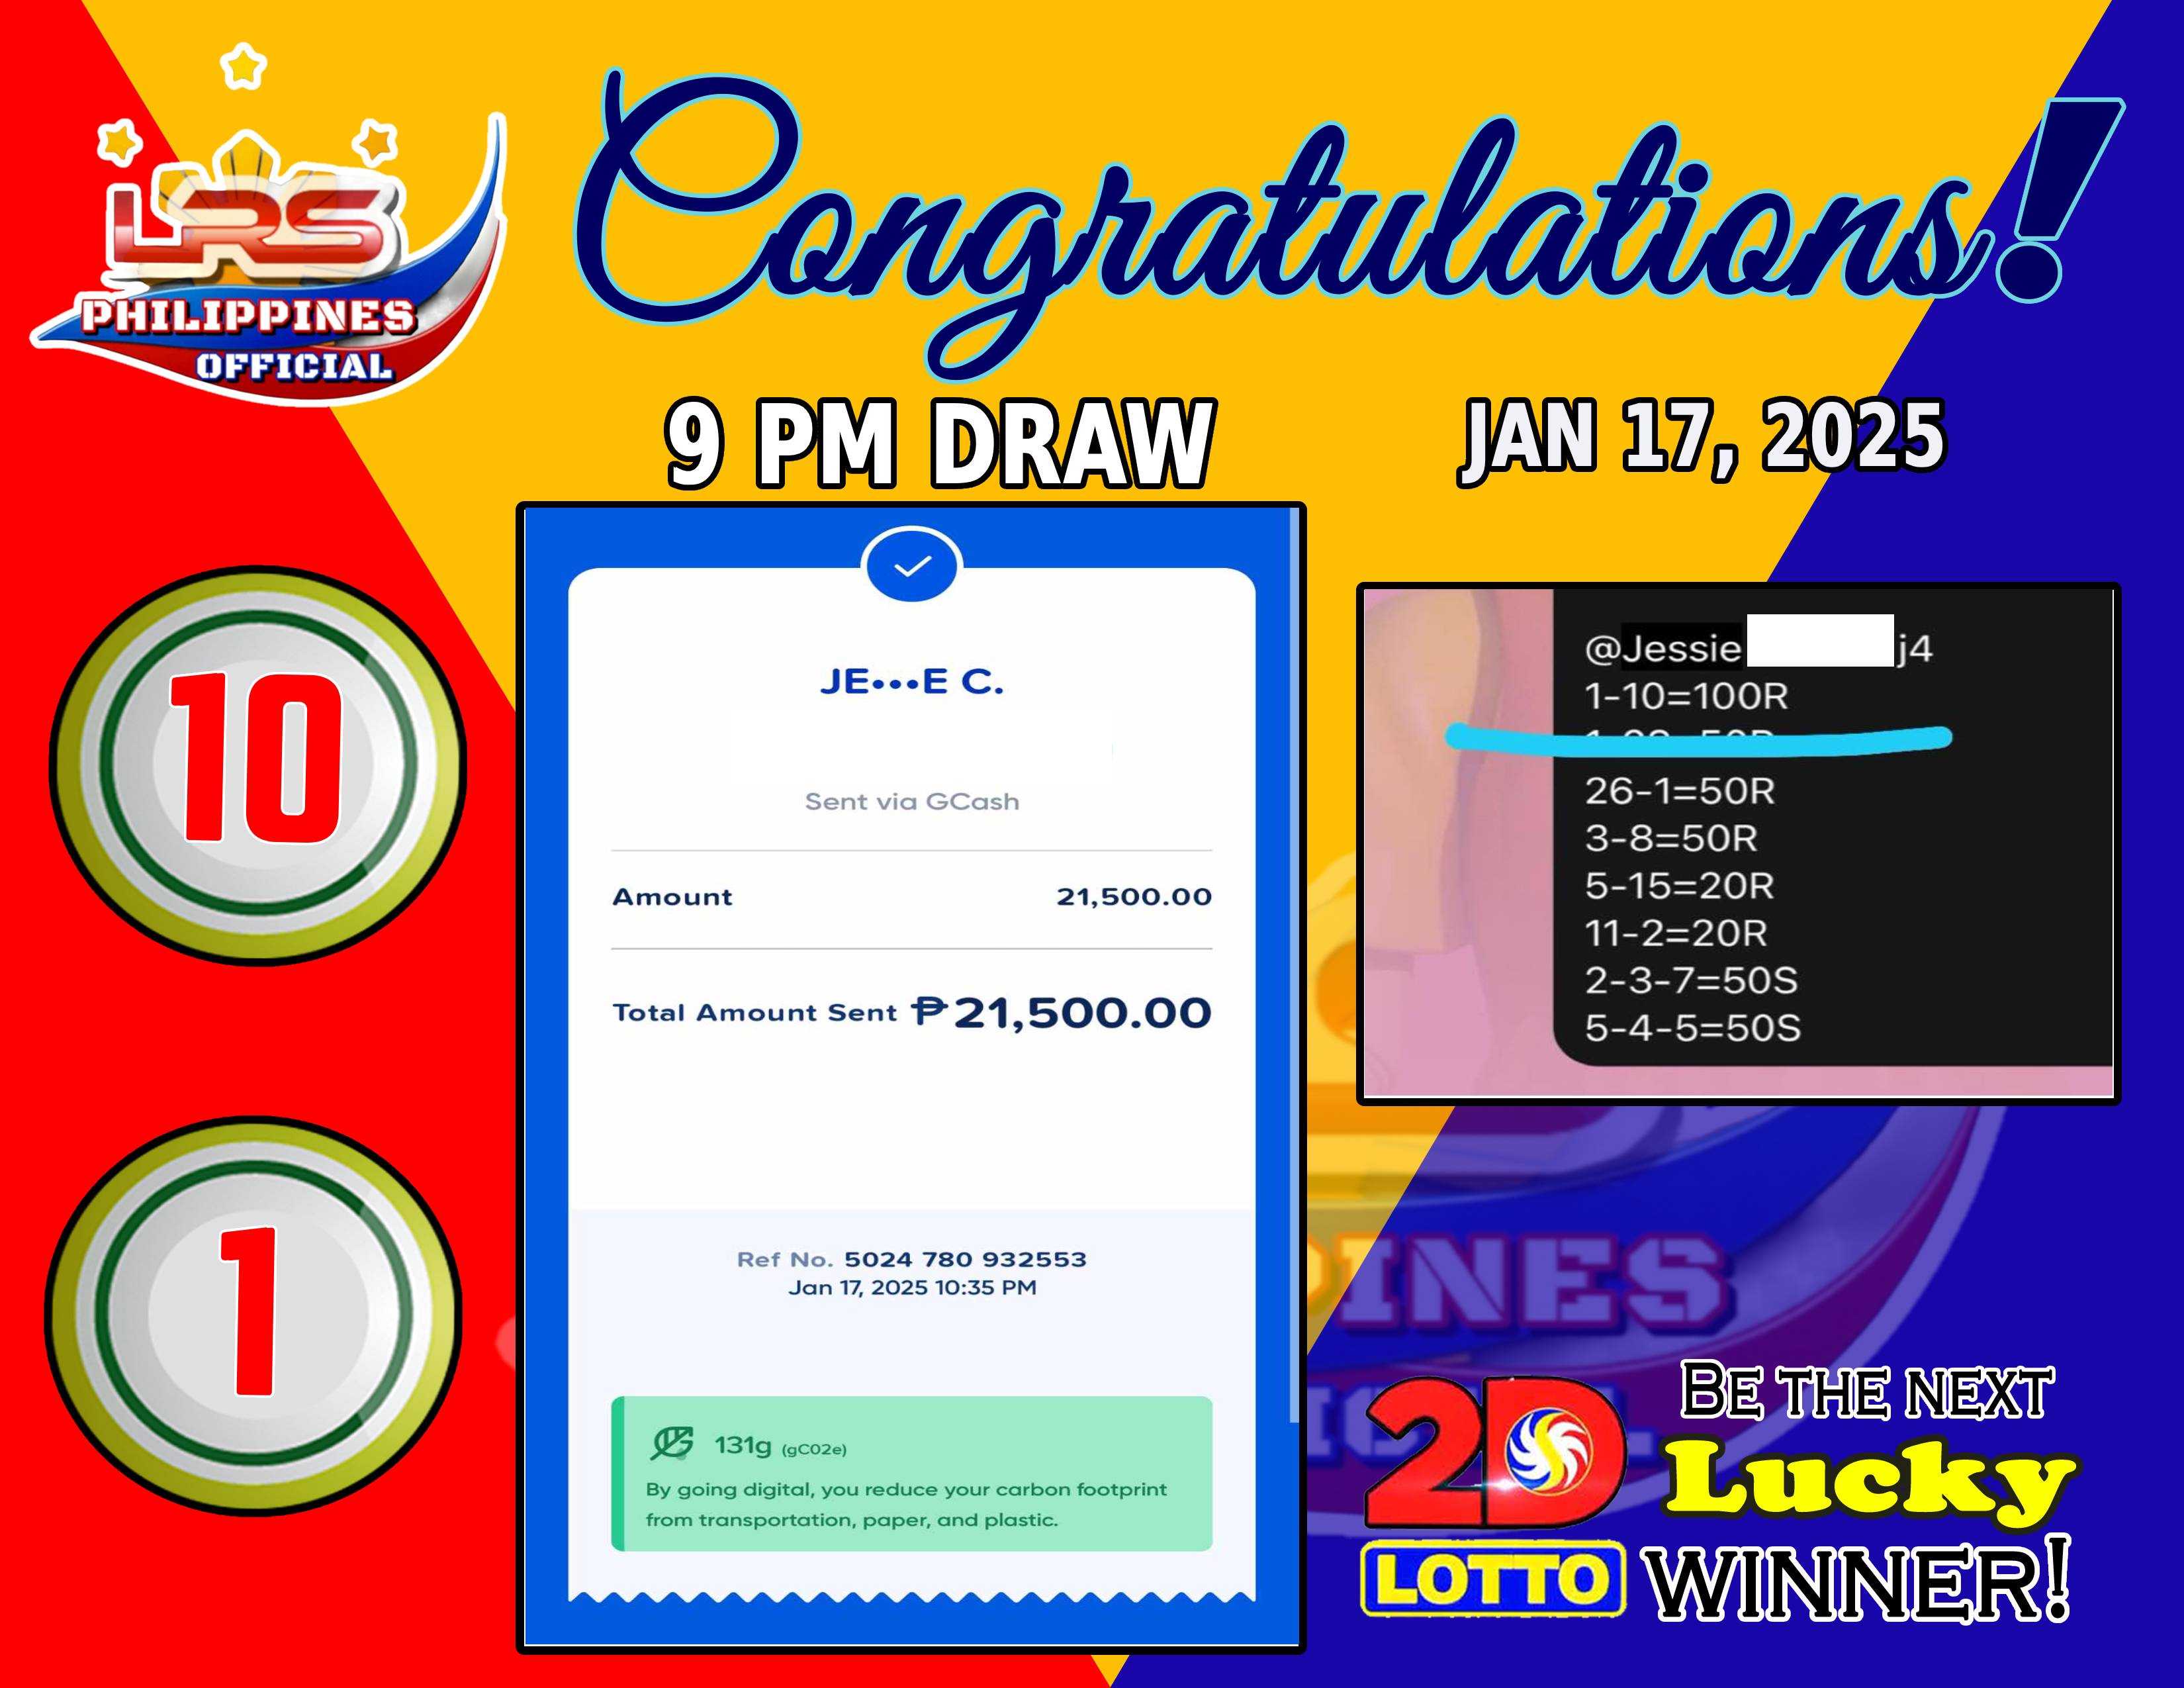 LRS
PHILIPPINES
OFFICIAL
Congratulations!
9 PM DRAW
JAN 17, 2025
10
1
JE•••E C.
Sent via GCash
Amount 21,500.00
Total Amount Sent ₱21,500.00
Ref No. 5024 780 932553
Jan 17, 2025 10:35 PM
131g (gCO2e)
By going digital, you reduce your carbon footprint
from transportation, paper, and plastic.
@Jessie j4
1-10=100R
26-1=50R
3-8=50R
5-15=20R
11-2=20R
2-3-7=50S
5-4-5=50S
PINES
2D
LOTTO
BE THE NEXT
Lucky
WINNER!